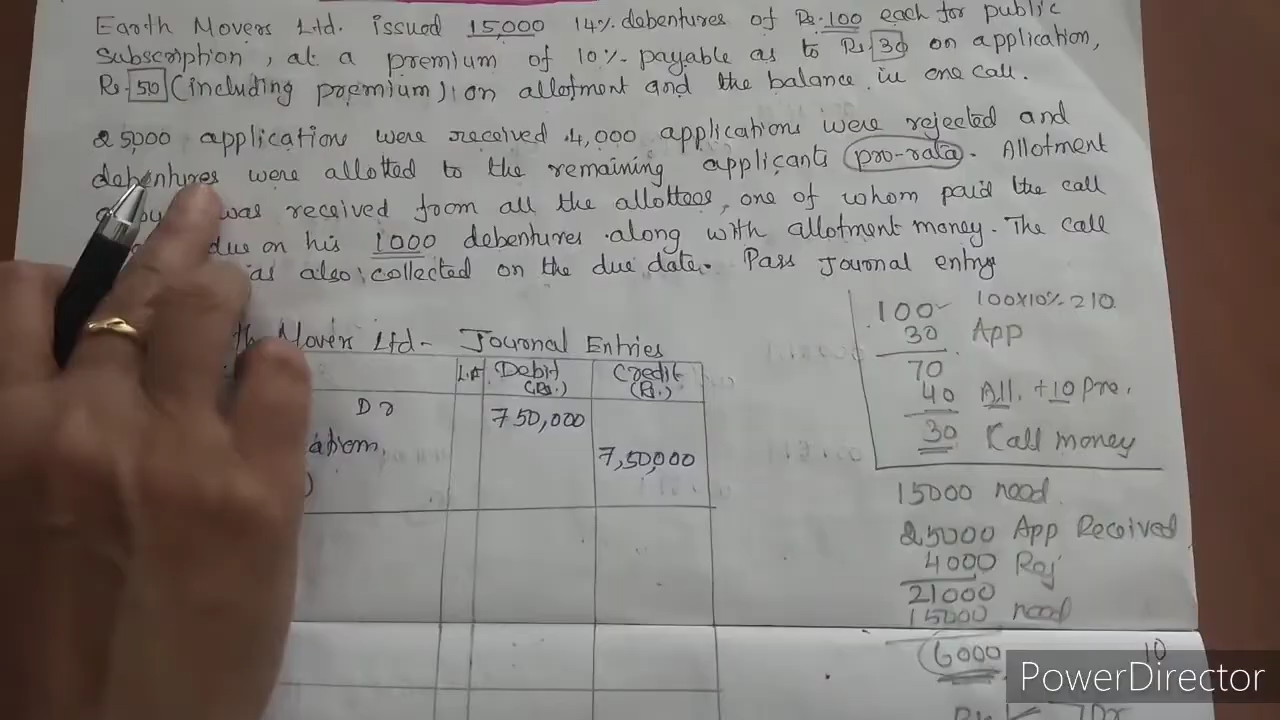 Earth Movers Ltd. issued 15,000 14% debentures of Rs.100 each for public
Subscription, at a premium of 10% payable as to Rs 30 on application,
Rs. 50 (including premium), on allotment and the balance in one call.
25000 applications were received 4,000 applications were rejected and
debentures were allotted to the remaining applicants (pro-rata). Allotment
was received from all the allottees, one of whom paid the call
due on his 1000 debentures along with allotment money. The call
as also collected on the due date. Pass Journal entry
Movers Ltd- Journal Entries
L.F Debit (Rs.) Credit (Rs.)
Dr 750,000
7,50,000
)
100 100x10%=10
30 App
70
40 All. +10 Pre.
30 Call money
15000 need
25000 App Received
4000 Rej
21000
15000 need
6000 10
PowerDirector